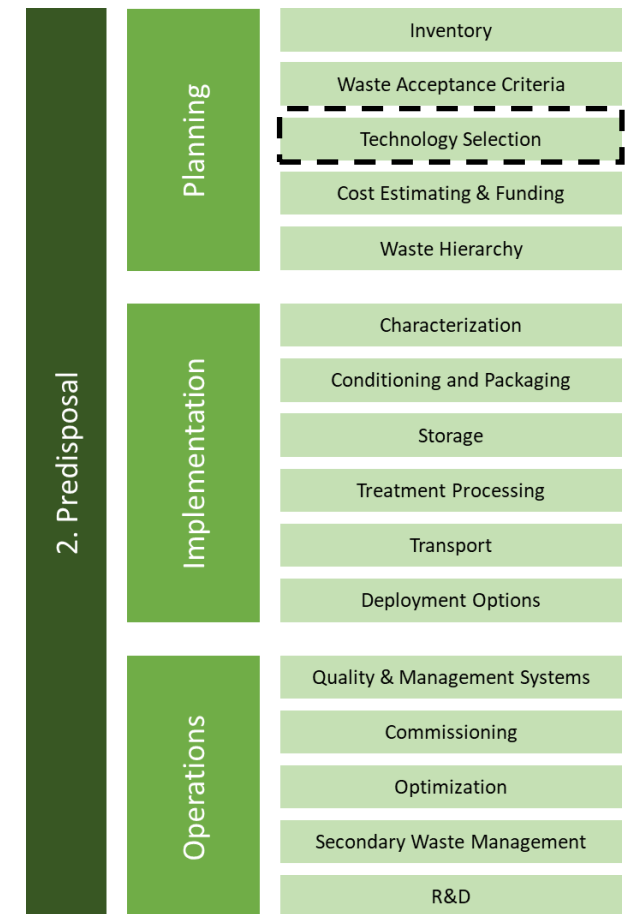 2. Predisposal
Planning
Inventory
Waste Acceptance Criteria
Technology Selection
Cost Estimating & Funding
Waste Hierarchy
Implementation
Characterization
Conditioning and Packaging
Storage
Treatment Processing
Transport
Deployment Options
Operations
Quality & Management Systems
Commissioning
Optimization
Secondary Waste Management
R&D